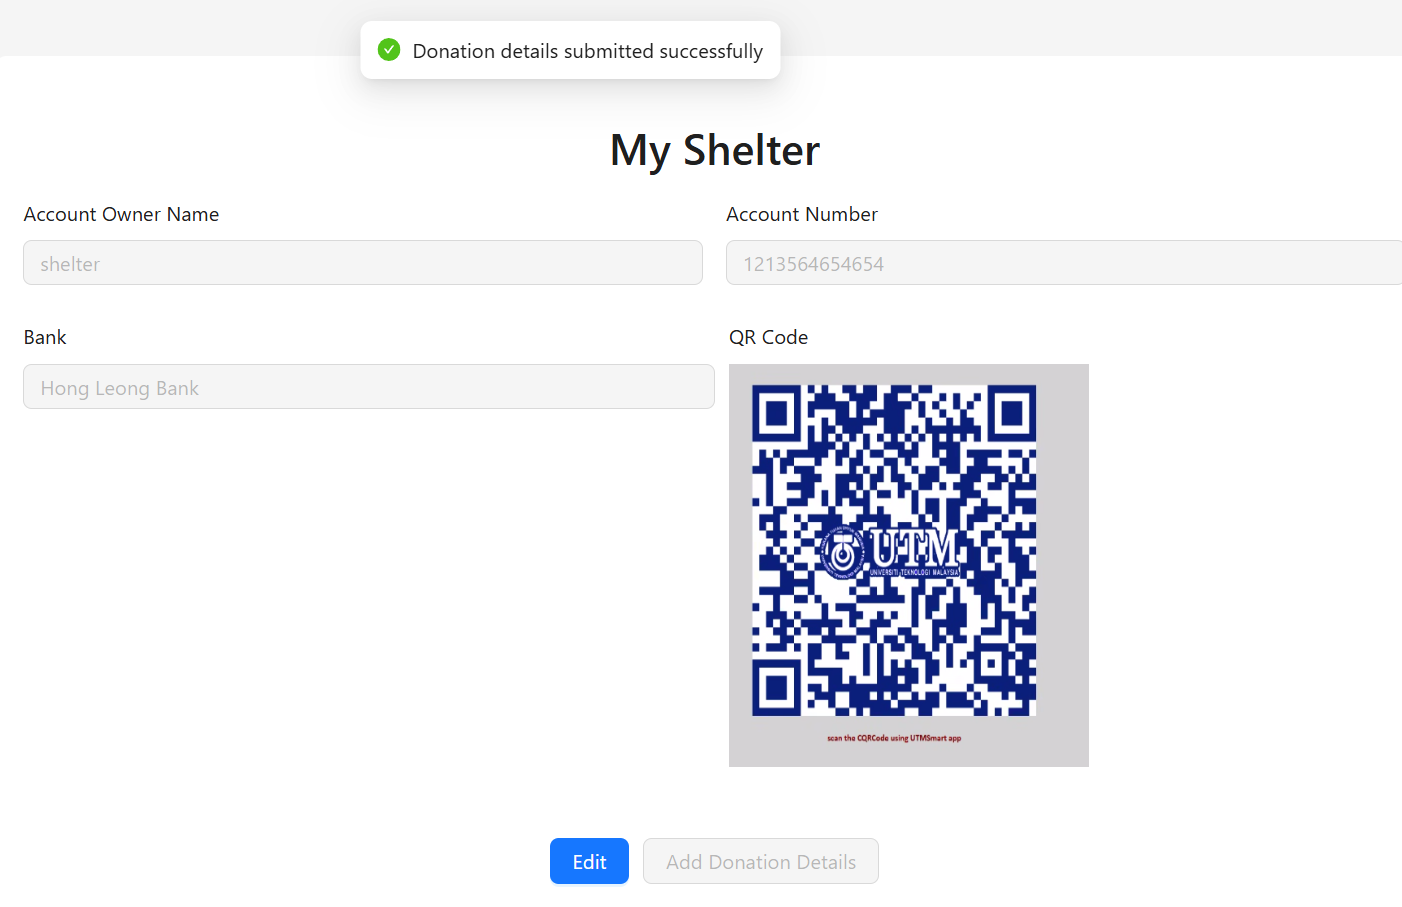 Donation details submitted successfully
My Shelter
Account Owner Name
Account Number
shelter
1213564654654
Bank
QR Code
Hong Leong Bank
UTM
UNIVERSITI TEKNOLOGI MALAYSIA
scan the CQRCode using UTMSmart app
Edit
Add Donation Details